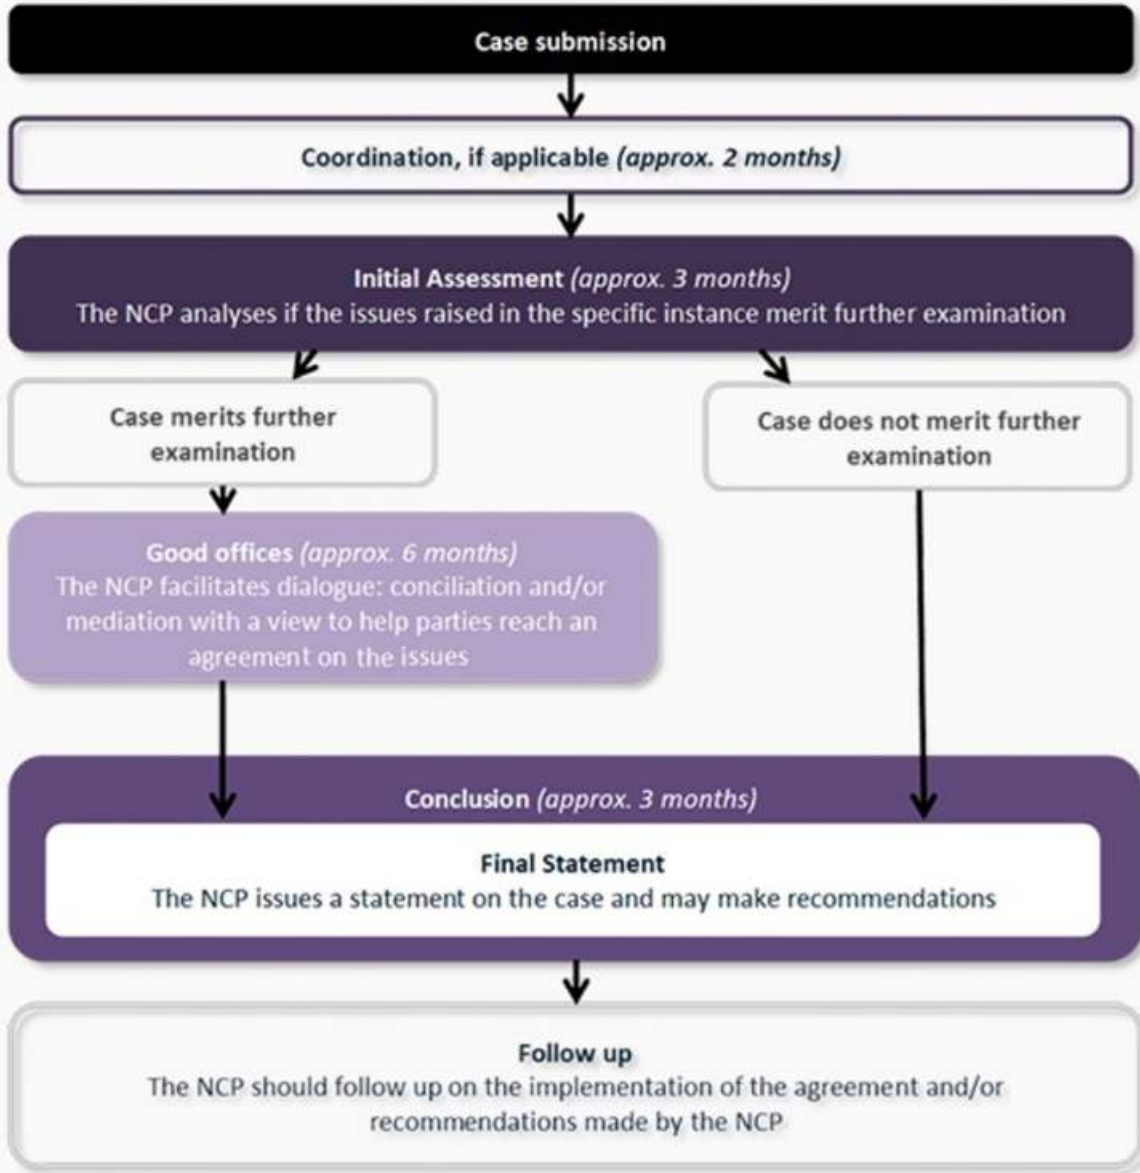 Case submission
Coordination, if applicable (approx. 2 months)
Initial Assessment (approx. 3 months)
The NCP analyses if the issues raised in the specific instance merit further examination
Case merits further
examination
Case does not merit further
examination
Good offices (approx. 6 months)
The NCP facilitates dialogue: conciliation and/or
mediation with a view to help parties reach an
agreement on the issues
Conclusion (approx. 3 months)
Final Statement
The NCP issues a statement on the case and may make recommendations
Follow up
The NCP should follow up on the implementation of the agreement and/or
recommendations made by the NCP